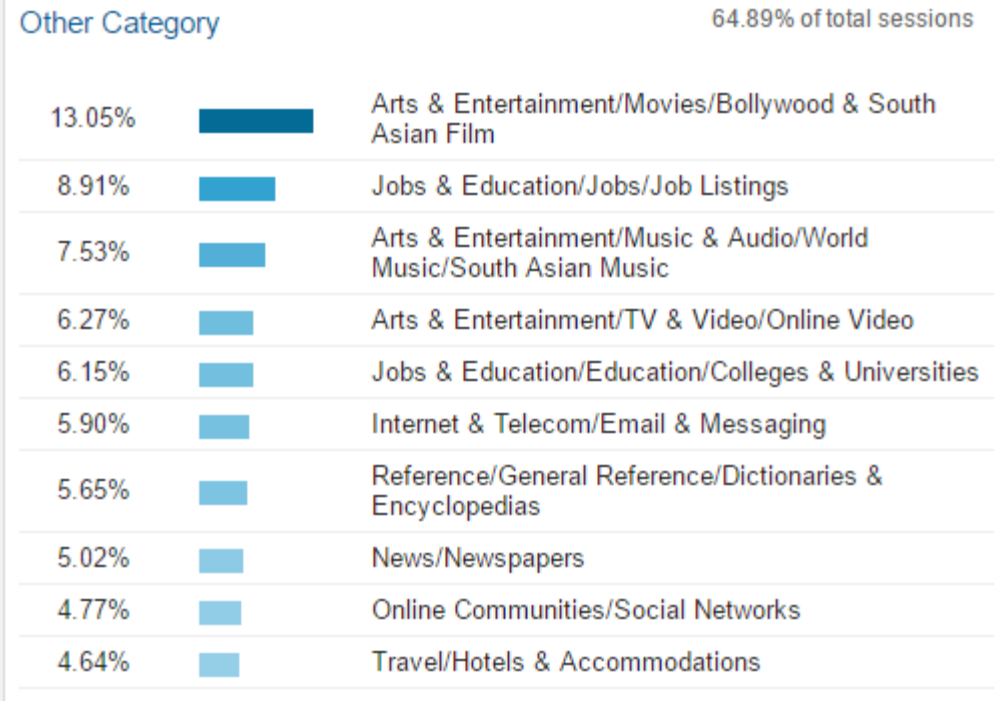 Other Category
64.89% of total sessions
13.05%
Arts & Entertainment/Movies/Bollywood & South
Asian Film
8.91%
Jobs & Education/Jobs/Job Listings
7.53%
Arts & Entertainment/Music & Audio/World
Music/South Asian Music
6.27%
Arts & Entertainment/TV & Video/Online Video
6.15%
Jobs & Education/Education/Colleges & Universities
5.90%
Internet & Telecom/Email & Messaging
5.65%
Reference/General Reference/Dictionaries &
Encyclopedias
5.02%
News/Newspapers
4.77%
Online Communities/Social Networks
4.64%
Travel/Hotels & Accommodations